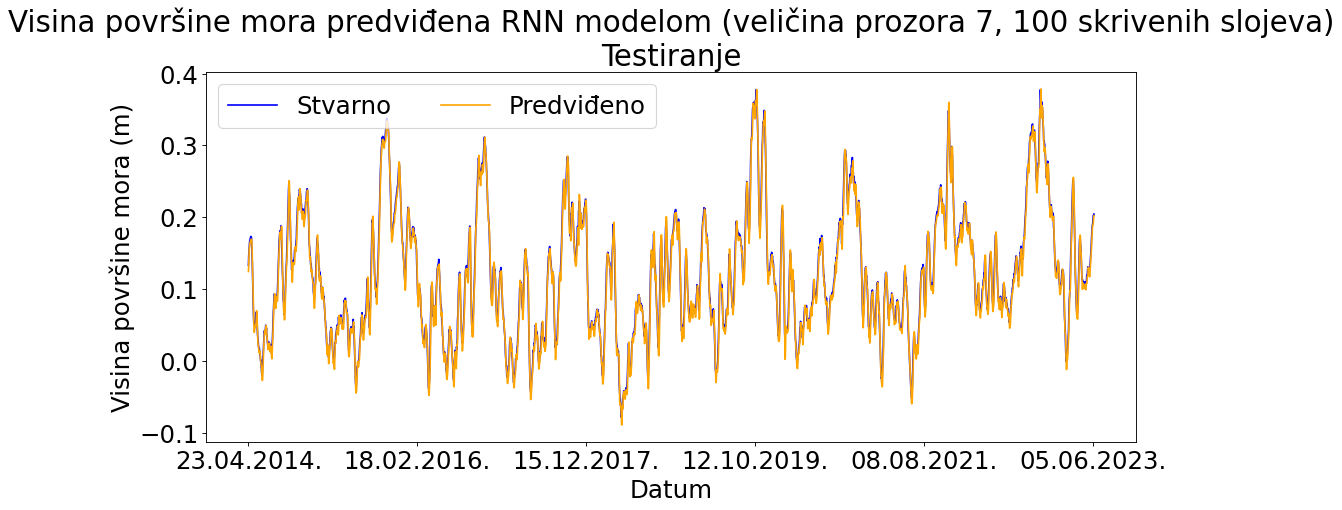 Visina površine mora predviđena RNN modelom (veličina prozora 7, 100 skrivenih slojeva)
Testiranje
Stvarno Predviđeno
Visina površine mora (m)
0.4
0.3
0.2
0.1
0.0
−0.1
23.04.2014. 18.02.2016. 15.12.2017. 12.10.2019. 08.08.2021. 05.06.2023.
Datum